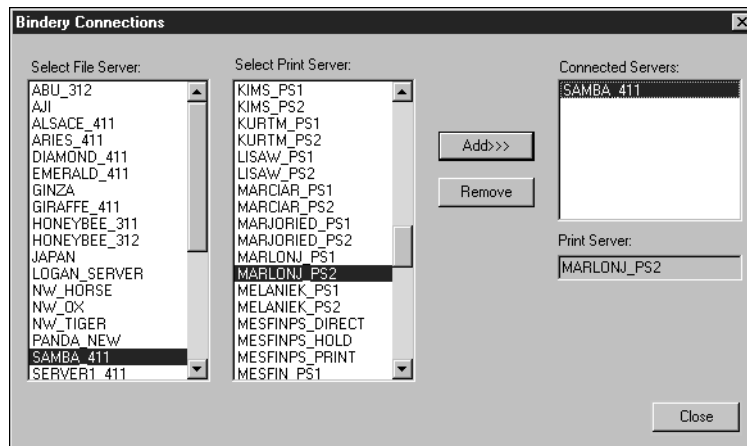 Bindery Connections
Select File Server:
ABU_312
AJI
ALSACE_411
ARIES_411
DIAMOND_411
EMERALD_411
GINZA
GIRAFFE_411
HONEYBEE_311
HONEYBEE_312
JAPAN
LOGAN_SERVER
NW_HORSE
NW_OX
NW_TIGER
PANDA_NEW
SAMBA_411
SERVER1_411
Select Print Server:
KIMS_PS1
KIMS_PS2
KURTM_PS1
KURTM_PS2
LISAW_PS1
LISAW_PS2
MARCIAR_PS1
MARCIAR_PS2
MARJORIED_PS1
MARJORIED_PS2
MARLONJ_PS1
MARLONJ_PS2
MELANIEK_PS1
MELANIEK_PS2
MESFINPS_DIRECT
MESFINPS_HOLD
MESFINPS_PRINT
MESFIN_PS1
Add>>>
Remove
Connected Servers:
SAMBA_411
Print Server:
MARLONJ_PS2
Close